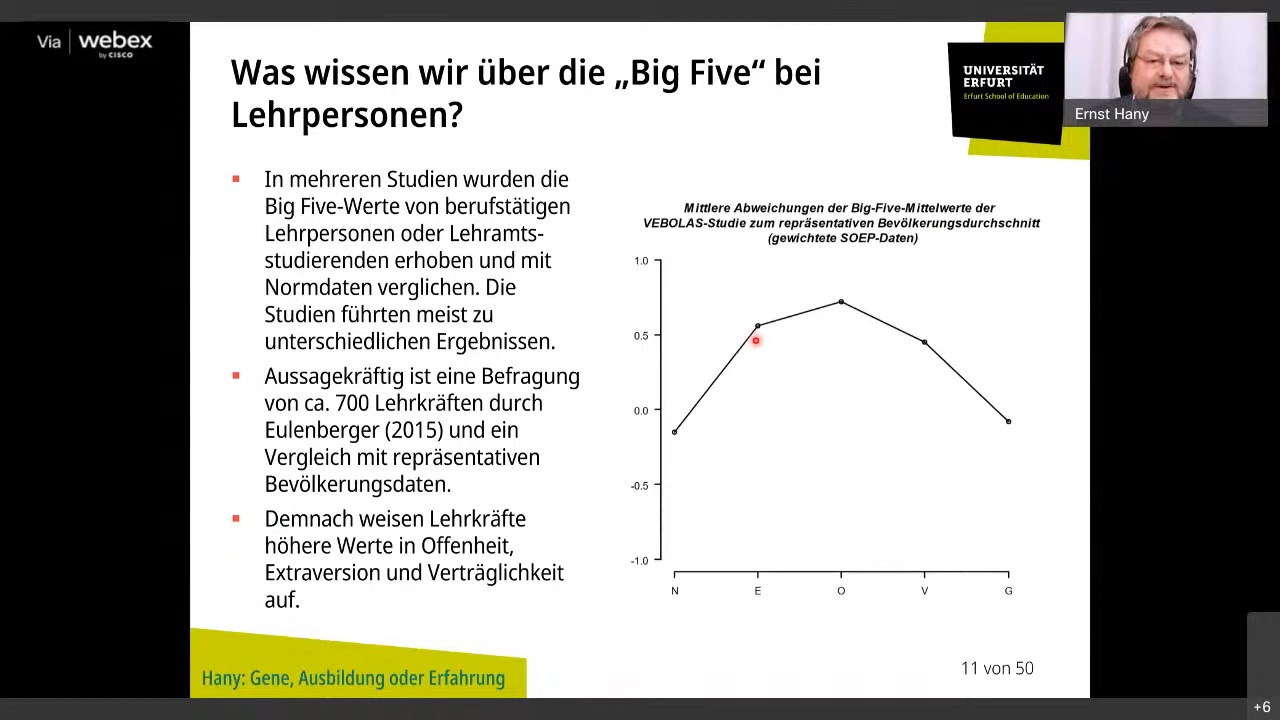 Via webex
by CISCO
Was wissen wir über die „Big Five“ bei
Lehrpersonen?
UNIVERSITÄT
ERFURT
Erfurt School of Education
Ernst Hany
▪ In mehreren Studien wurden die
Big Five-Werte von berufstätigen
Lehrpersonen oder Lehramts-
studierenden erhoben und mit
Normdaten verglichen. Die
Studien führten meist zu
unterschiedlichen Ergebnissen.
▪ Aussagekräftig ist eine Befragung
von ca. 700 Lehrkräften durch
Eulenberger (2015) und ein
Vergleich mit repräsentativen
Bevölkerungsdaten.
▪ Demnach weisen Lehrkräfte
höhere Werte in Offenheit,
Extraversion und Verträglichkeit
auf.
Mittlere Abweichungen der Big-Five-Mittelwerte der
VEBOLAS-Studie zum repräsentativen Bevölkerungsdurchschnitt
(gewichtete SOEP-Daten)
1.0
0.5
0.0
-0.5
-1.0
N E O V G
Hany: Gene, Ausbildung oder Erfahrung
11 von 50
+6